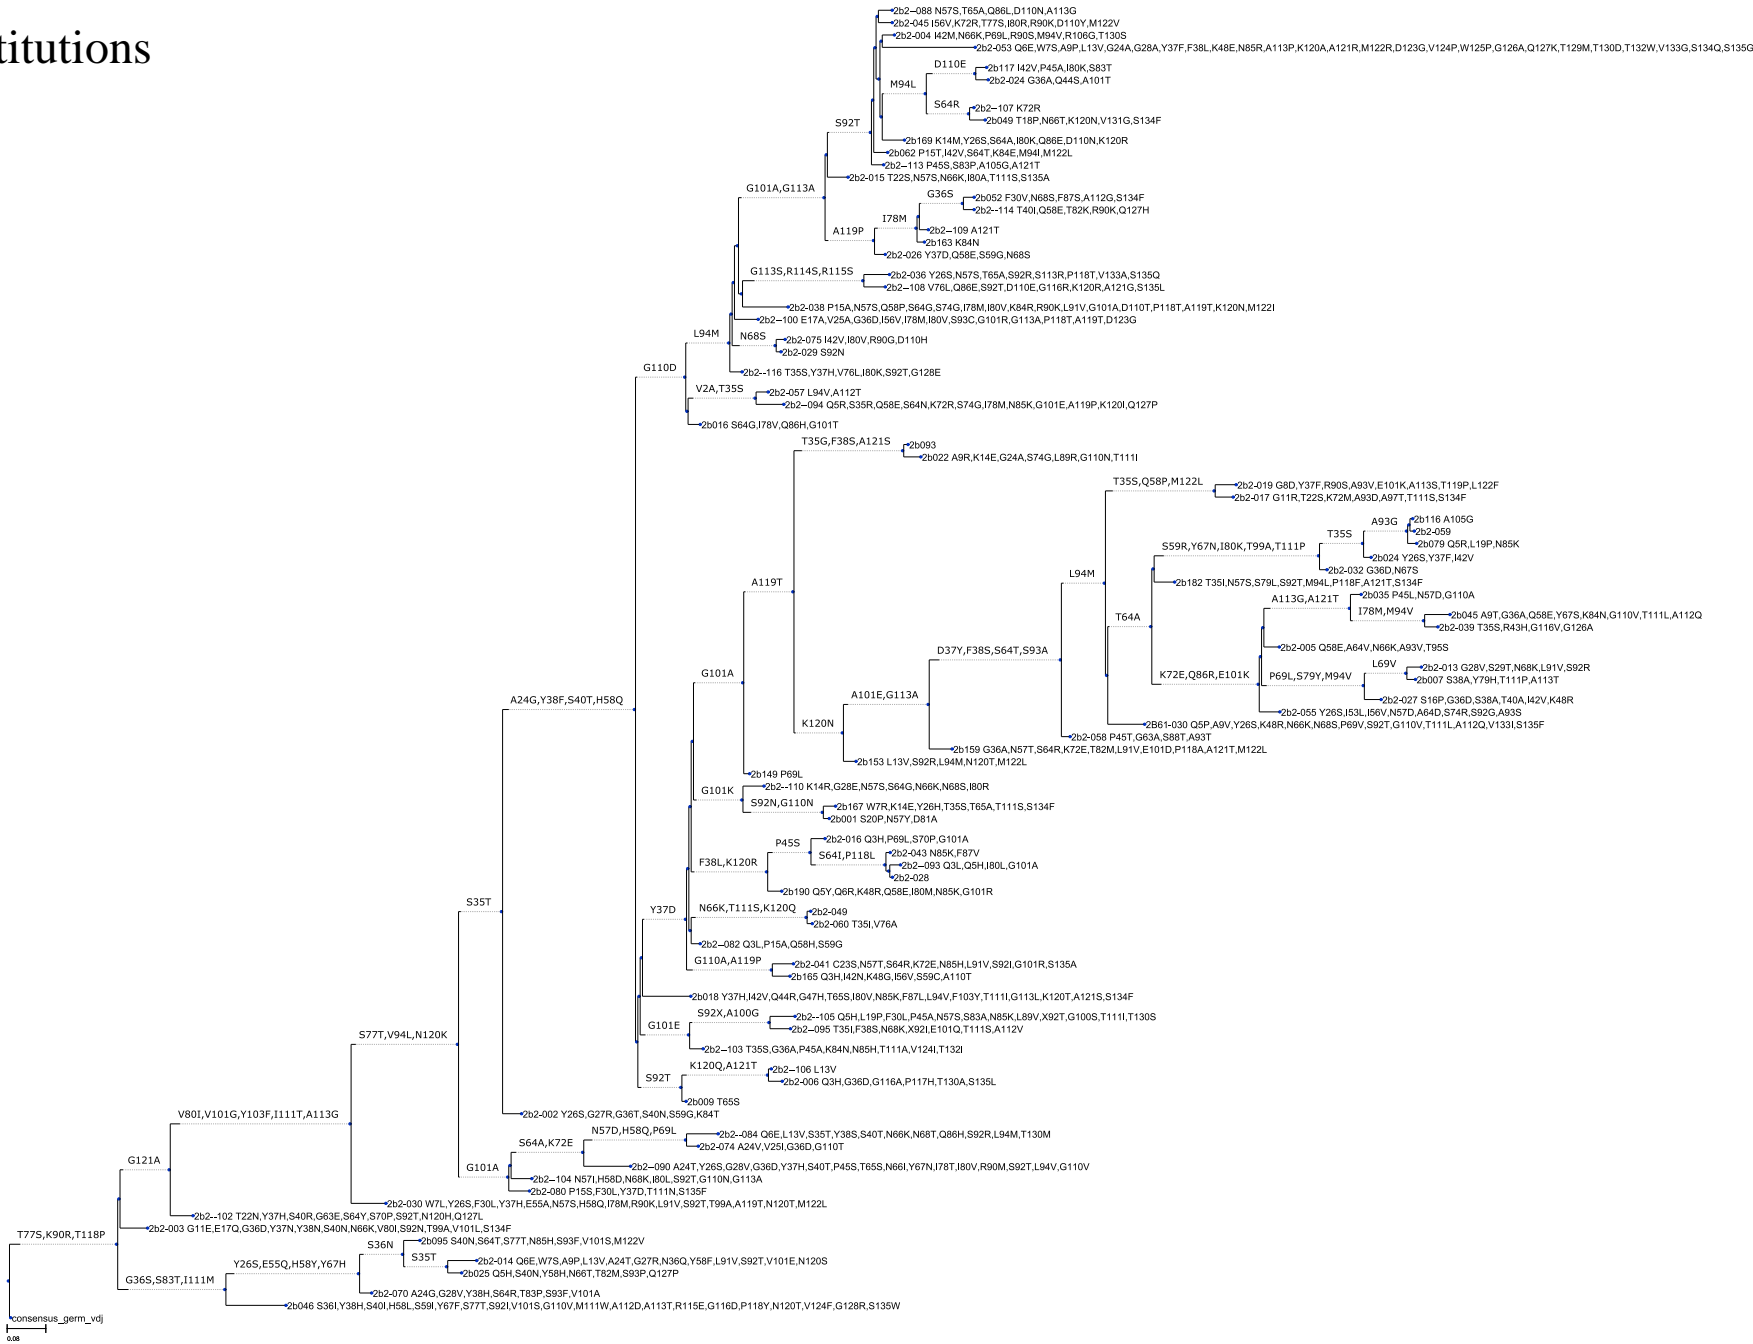 titutions
2b2--088 N57S,T65A,Q86L,D110N,A113G
2b2--045 I56V,K72R,T77S,I80R,R90K,D110Y,M122V
2b2--004 I42M,N66K,P69L,R90S,M94V,R106G,T130S
2b2--053 Q6E,W7S,A9P,L13V,G24A,G28A,Y37F,F38L,K48E,N85R,A113P,K120A,A121R,M122R,D123G,V124P,W125P,G126A,Q127K,T129M,T130D,T132W,V133G,S134Q,S135G
D110E
2b117 I42V,P45A,I80K,S83T
2b2-024 G36A,Q44S,A101T
M94L
S64R
2b2--107 K72R
2b049 T18P,N66T,K120N,V131G,S134F
S92T
2b169 K14M,Y26S,S64A,I80K,Q86E,D110N,K120R
2b062 P15T,I42V,S64T,K84E,M94I,M122L
2b2--113 P45S,S83P,A105G,A121T
2b2-015 T22S,N57S,N66K,I80A,T111S,S135A
G101A,G113A
G36S
2b052 F30V,N68S,F87S,A112G,S134F
2b2--114 T40I,Q58E,T82K,R90K,Q127H
I78M
A119P
2b2--109 A121T
2b163 K84N
2b2-026 Y37D,Q58E,S59G,N68S
G113S,R114S,R115S
2b2-036 Y26S,N57S,T65A,S92R,S113R,P118T,V133A,S135Q
2b2--108 V76L,Q86E,S92T,D110E,G116R,K120R,A121G,S135L
2b2-038 P15A,N57S,Q58P,S64G,S74G,I78M,I80V,K84R,R90K,L91V,G101A,D110T,P118T,A119T,K120N,M122I
2b2--100 E17A,V25A,G36D,I56V,I78M,I80V,S93C,G101R,G113A,P118T,A119T,D123G
L94M
N68S
2b2-075 I42V,I80V,R90G,D110H
2b2-029 S92N
G110D
2b2--116 T35S,Y37H,V76L,I80K,S92T,G128E
V2A,T35S
2b2-057 L94V,A112T
2b2--094 Q5R,S35R,Q58E,S64N,K72R,S74G,I78M,N85K,G101E,A119P,K120I,Q127P
2b016 S64G,I78V,Q86H,G101T
T35G,F38S,A121S
2b093
2b022 A9R,K14E,G24A,S74G,L89R,G110N,T111I
T35S,Q58P,M122L
2b2-019 G8D,Y37F,R90S,A93V,E101K,A113S,T119P,L122F
2b2-017 G11R,T22S,K72M,A93D,A97T,T111S,S134F
A93G
2b116 A105G
2b2-059
T35S
2b079 Q5R,L19P,N85K
S59R,Y67N,I80K,T99A,T111P
2b024 Y26S,Y37F,I42V
2b2-032 G36D,N67S
L94M
A119T
2b182 T35I,N57S,S79L,S92T,M94L,P118F,A121T,S134F
A113G,A121T
2b035 P45L,N57D,G110A
I78M,M94V
2b045 A9T,G36A,Q58E,Y67S,K84N,G110V,T111L,A112Q
T64A
2b2-039 T35S,R43H,G116V,G126A
2b2-005 Q58E,A64V,N66K,A93V,T95S
D37Y,F38S,S64T,S93A
L69V
2b2-013 G28V,S29T,N68K,L91V,S92R
G101A
K72E,Q86R,E101K
P69L,S79Y,M94V
2b007 S38A,Y79H,T111P,A113T
A101E,G113A
2b2-027 S16P,G36D,S38A,T40A,I42V,K48R
A24G,Y38F,S40T,H58Q
2b2-055 Y26S,I53L,I56V,N57D,A64D,S74R,S92G,A93S
K120N
2B61-030 Q5P,A9V,Y26S,K48R,N66K,N68S,P69V,S92T,G110V,T111L,A112Q,V133I,S135F
2b2-058 P45T,G63A,S88T,A93T
2b159 G36A,N57T,S64R,K72E,T82M,L91V,E101D,P118A,A121T,M122L
2b153 L13V,S92R,L94M,N120T,M122L
2b149 P69L
G101K
2b2--110 K14R,G28E,N57S,S64G,N66K,N68S,I80R
S92N,G110N
2b167 W7R,K14E,Y26H,T35S,T65A,T111S,S134F
2b001 S20P,N57Y,D81A
P45S
2b2-016 Q3H,P69L,S70P,G101A
S64I,P118L
2b2-043 N85K,F87V
F38L,K120R
2b2--093 Q3L,Q5H,I80L,G101A
2b2-028
2b190 Q5Y,Q6R,K48R,Q58E,I80M,N85K,G101R
S35T
Y37D
N66K,T111S,K120Q
2b2-049
2b2-060 T35I,V76A
2b2--082 Q3L,P15A,Q58H,S59G
G110A,A119P
2b2-041 C23S,N57T,S64R,K72E,N85H,L91V,S92I,G101R,S135A
2b165 Q3H,I42N,K48G,I56V,S59C,A110T
2b018 Y37H,I42V,Q44R,G47H,T65S,I80V,N85K,F87L,L94V,F103Y,T111I,G113L,K120T,A121S,S134F
S92X,A100G
2b2--105 Q5H,L19P,F30L,P45A,N57S,S83A,N85K,L89V,X92T,G100S,T111I,T130S
G101E
2b2--095 T35I,F38S,N68K,X92I,E101Q,T111S,A112V
S77T,V94L,N120K
2b2--103 T35S,G36A,P45A,K84N,N85H,T111A,V124I,T132I
K120Q,A121T
2b2--106 L13V
S92T
2b2-006 Q3H,G36D,G116A,P117H,T130A,S135L
2b009 T65S
V80I,V101G,Y103F,I111T,A113G
2b2-002 Y26S,G27R,G36T,S40N,S59G,K84T
N57D,H58Q,P69L
2b2--084 Q6E,L13V,S35T,Y38S,S40T,N66K,N68T,Q86H,S92R,L94M,T130M
S64A,K72E
2b2-074 A24V,V25I,G36D,G110T
G121A
G101A
2b2--090 A24T,Y26S,G28V,G36D,Y37H,S40T,P45S,T65S,N66I,Y67N,I78T,I80V,R90M,S92T,L94V,G110V
2b2--104 N57I,H58D,N68K,I80L,S92T,G110N,G113A
2b2-080 P15S,F30L,Y37D,T111N,S135F
2b2-030 W7L,Y26S,F30L,Y37H,E55A,N57S,H58Q,I78M,R90K,L91V,S92T,T99A,A119T,N120T,M122L
2b2--102 T22N,Y37H,S40R,G63E,S64Y,S70P,S92T,N120H,Q127L
2b2-003 G11E,E17Q,G36D,Y37N,Y38N,S40N,N66K,V80I,S92N,T99A,V101L,S134F
T77S,K90R,T118P
S36N
2b095 S40N,S64T,S77T,N85H,S93F,V101S,M122V
S35T
2b2-014 Q6E,W7S,A9P,L13V,A24T,G27R,N36Q,Y58F,L91V,S92T,V101E,N120S
Y26S,E55Q,H58Y,Y67H
2b025 Q5H,S40N,Y58H,N66T,T82M,S93P,Q127P
G36S,S83T,I111M
2b2-070 A24G,G28V,Y38H,S64R,T83P,S93F,V101A
2b046 S36I,Y38H,S40I,H58L,S59I,Y67F,S77T,S92I,V101S,G110V,M111W,A112D,A113T,R115E,G116D,P118Y,N120T,V124F,G128R,S135W
consensus_germ_vdj
0.08